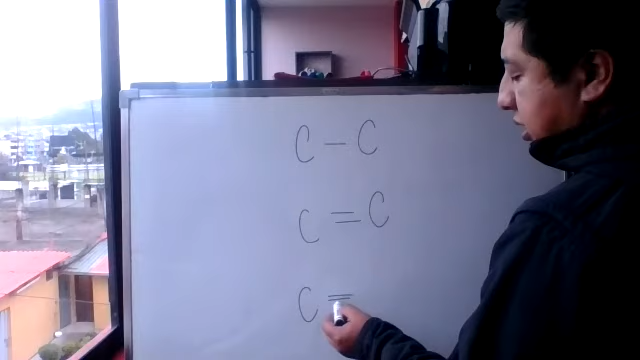 C – C
C = C
C =